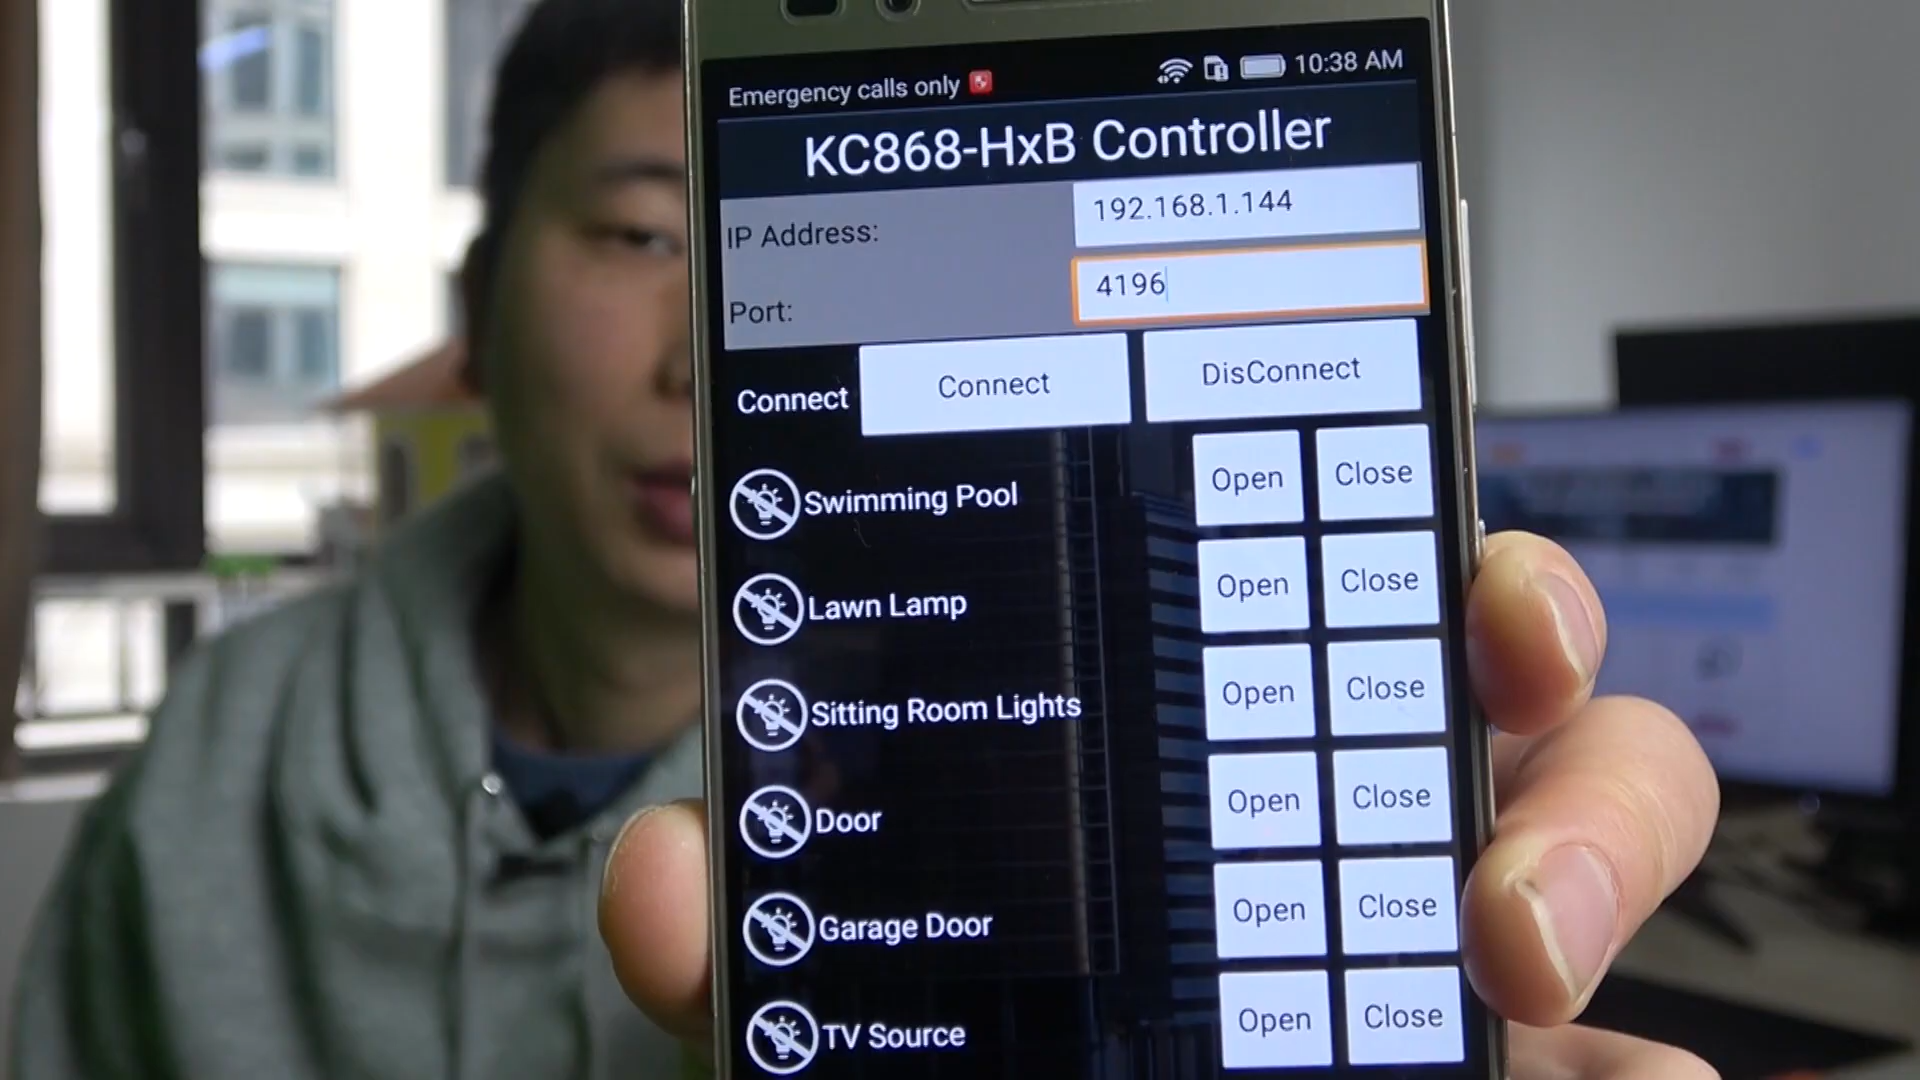 Emergency calls only 10:38 AM
KC868-HxB Controller
IP Address: 192.168.1.144
Port: 4196
Connect Connect DisConnect
Swimming Pool Open Close
Lawn Lamp Open Close
Sitting Room Lights Open Close
Door Open Close
Garage Door Open Close
TV Source Open Close